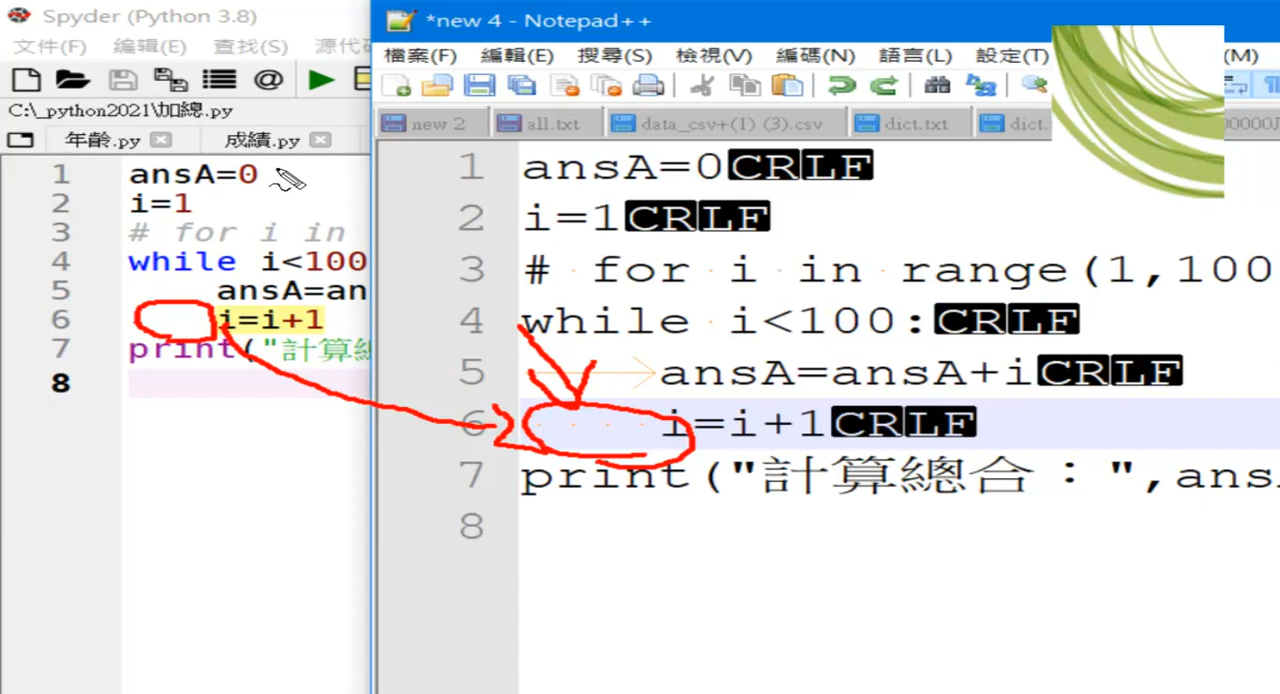 Spyder (Python 3.8)
文件(F) 编辑(E) 查找(S) 源代
C:\_python2021\加總.py
年齡.py 成績.py
1 ansA=0
2 i=1
3 # for i in
4 while i<100
5 ansA=an
6 i=i+1
7 print("計算總
8
*new 4 - Notepad++
檔案(F) 編輯(E) 搜尋(S) 檢視(V) 編碼(N) 語言(L) 設定(T) (M)
new 2 all.txt data_csv+(1) (3).csv dict.txt dict.
1 ansA=0CRLF
2 i=1CRLF
3 # for i in range(1,100
4 while i<100:CRLF
5 ansA=ansA+iCRLF
6 i=i+1CRLF
7 print("計算總合：",ans
8